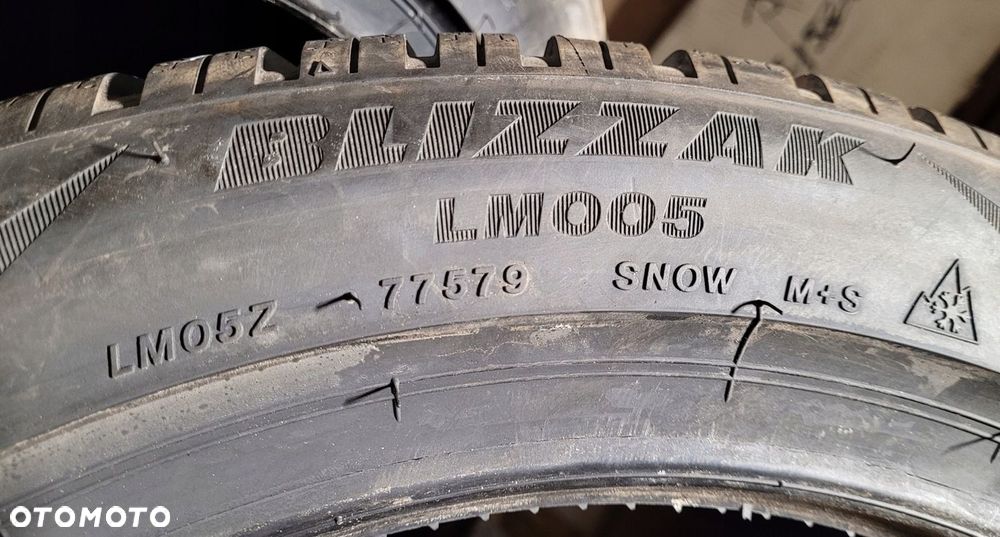 BLIZZAK
LM005
LM05Z 77579 SNOW M+S
OTOMOTO